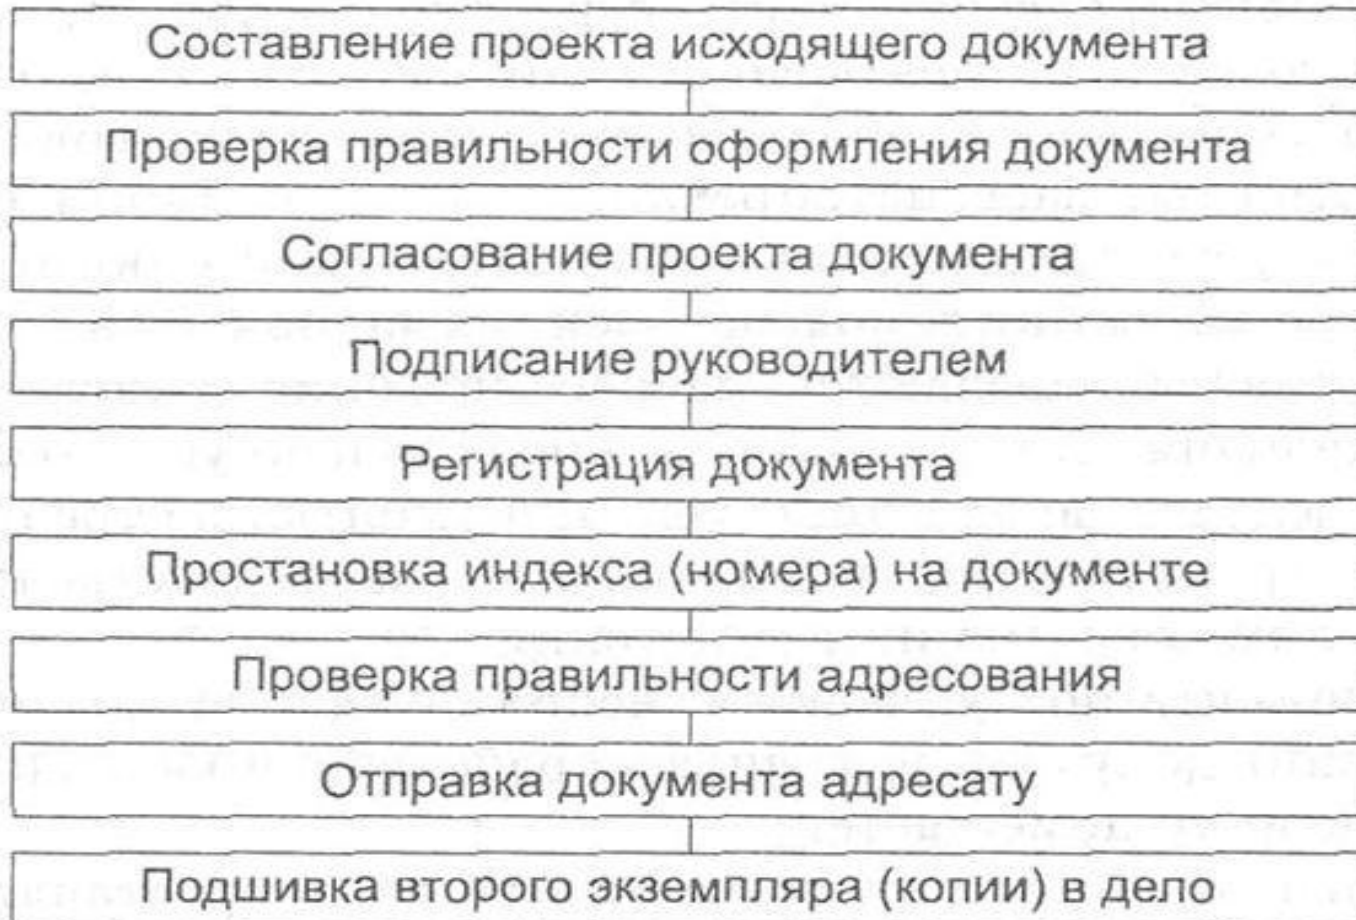 Составление проекта исходящего документа
Проверка правильности оформления документа
Согласование проекта документа
Подписание руководителем
Регистрация документа
Простановка индекса (номера) на документе
Проверка правильности адресования
Отправка документа адресату
Подшивка второго экземпляра (копии) в дело